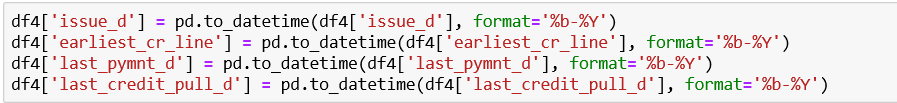 df4['issue_d'] = pd.to_datetime(df4['issue_d'], format='%b-%Y')
df4['earliest_cr_line'] = pd.to_datetime(df4['earliest_cr_line'], format='%b-%Y')
df4['last_pymnt_d'] = pd.to_datetime(df4['last_pymnt_d'], format='%b-%Y')
df4['last_credit_pull_d'] = pd.to_datetime(df4['last_credit_pull_d'], format='%b-%Y')